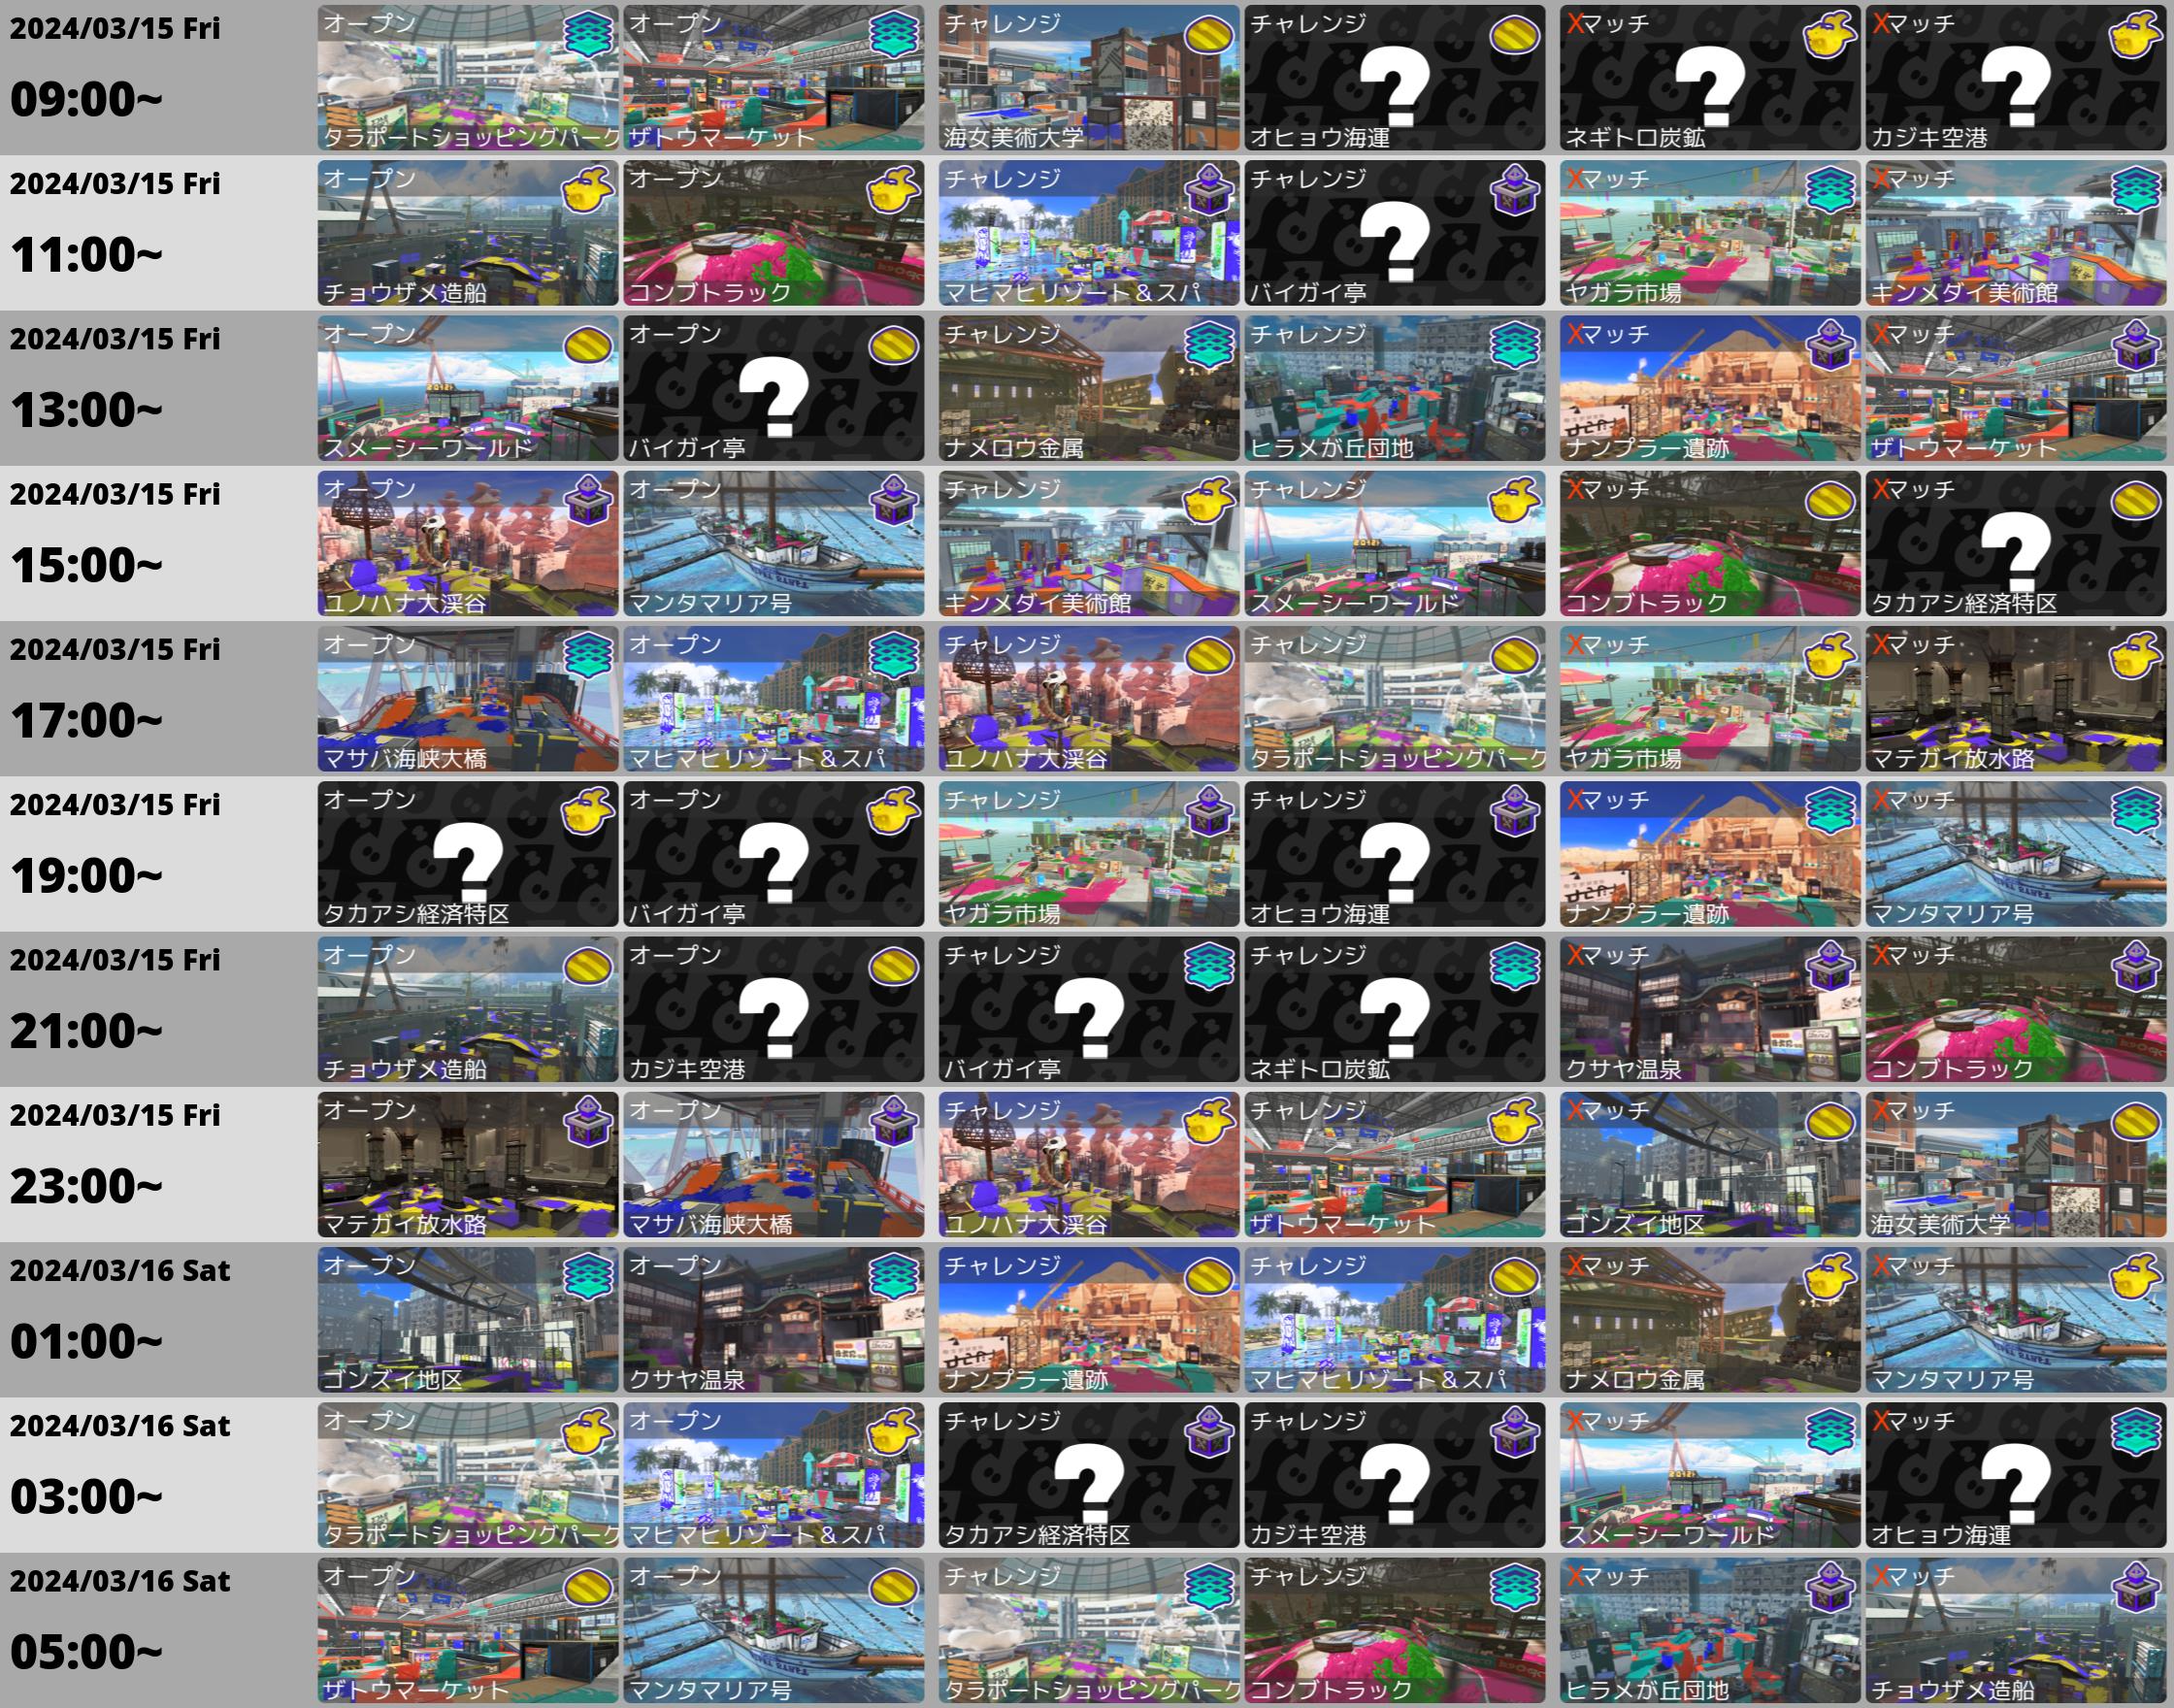 2024/03/15 Fri
09:00~
オープン
タラポートショッピングパーク
オープン
ザトウマーケット
チャレンジ
海女美術大学
チャレンジ
オヒョウ海運
Xマッチ
ネギトロ炭鉱
Xマッチ
カジキ空港
2024/03/15 Fri
11:00~
オープン
チョウザメ造船
オープン
コンブトラック
チャレンジ
マヒマヒリゾート＆スパ
チャレンジ
バイガイ亭
Xマッチ
ヤガラ市場
Xマッチ
キンメダイ美術館
2024/03/15 Fri
13:00~
オープン
スメーシーワールド
オープン
バイガイ亭
チャレンジ
ナメロウ金属
チャレンジ
ヒラメが丘団地
Xマッチ
ナンプラー遺跡
Xマッチ
ザトウマーケット
2024/03/15 Fri
15:00~
オープン
ユノハナ大渓谷
オープン
マンタマリア号
チャレンジ
キンメダイ美術館
チャレンジ
スメーシーワールド
Xマッチ
コンブトラック
Xマッチ
タカアシ経済特区
2024/03/15 Fri
17:00~
オープン
マサバ海峡大橋
オープン
マヒマヒリゾート＆スパ
チャレンジ
ユノハナ大渓谷
チャレンジ
タラポートショッピングパーク
Xマッチ
ヤガラ市場
Xマッチ
マテガイ放水路
2024/03/15 Fri
19:00~
オープン
タカアシ経済特区
オープン
バイガイ亭
チャレンジ
ヤガラ市場
チャレンジ
オヒョウ海運
Xマッチ
ナンプラー遺跡
Xマッチ
マンタマリア号
2024/03/15 Fri
21:00~
オープン
チョウザメ造船
オープン
カジキ空港
チャレンジ
バイガイ亭
チャレンジ
ネギトロ炭鉱
Xマッチ
クサヤ温泉
Xマッチ
コンブトラック
2024/03/15 Fri
23:00~
オープン
マテガイ放水路
オープン
マサバ海峡大橋
チャレンジ
ユノハナ大渓谷
チャレンジ
ザトウマーケット
Xマッチ
ゴンズイ地区
Xマッチ
海女美術大学
2024/03/16 Sat
01:00~
オープン
ゴンズイ地区
オープン
クサヤ温泉
チャレンジ
ナンプラー遺跡
チャレンジ
マヒマヒリゾート＆スパ
Xマッチ
ナメロウ金属
Xマッチ
マンタマリア号
2024/03/16 Sat
03:00~
オープン
タラポートショッピングパーク
オープン
マヒマヒリゾート＆スパ
チャレンジ
タカアシ経済特区
チャレンジ
カジキ空港
Xマッチ
スメーシーワールド
Xマッチ
オヒョウ海運
2024/03/16 Sat
05:00~
オープン
ザトウマーケット
オープン
マンタマリア号
チャレンジ
タラポートショッピングパーク
チャレンジ
コンブトラック
Xマッチ
ヒラメが丘団地
Xマッチ
チョウザメ造船